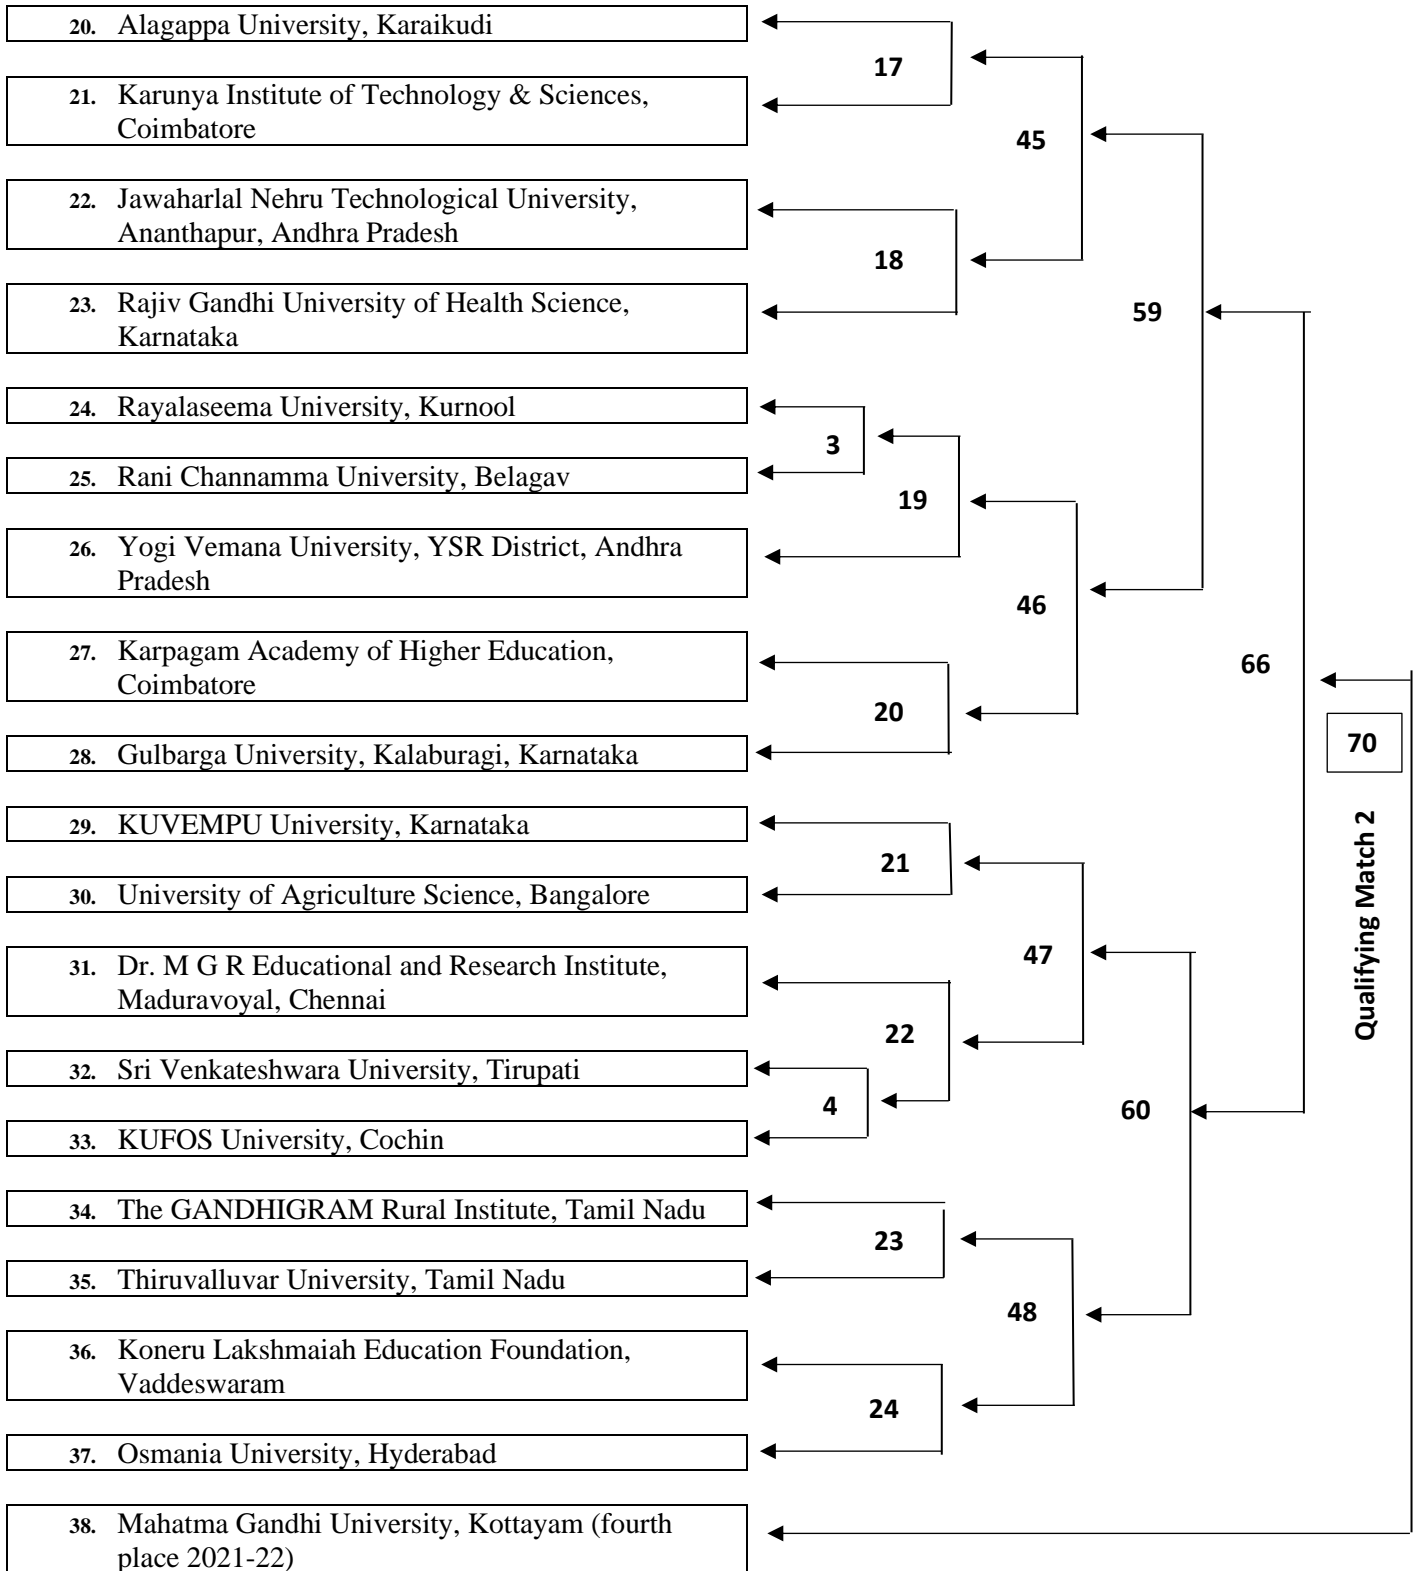 20. Alagappa University, Karaikudi
17
21. Karunya Institute of Technology & Sciences,
Coimbatore
45
22. Jawaharlal Nehru Technological University,
Ananthapur, Andhra Pradesh
18
23. Rajiv Gandhi University of Health Science,
Karnataka
59
24. Rayalaseema University, Kurnool
3
25. Rani Channamma University, Belagav
19
26. Yogi Vemana University, YSR District, Andhra
Pradesh
46
27. Karpagam Academy of Higher Education,
Coimbatore
66
20
28. Gulbarga University, Kalaburagi, Karnataka
70
29. KUVEMPU University, Karnataka
21
30. University of Agriculture Science, Bangalore
Qualifying Match 2
31. Dr. M G R Educational and Research Institute,
Maduravoyal, Chennai
47
22
32. Sri Venkateshwara University, Tirupati
4
60
33. KUFOS University, Cochin
34. The GANDHIGRAM Rural Institute, Tamil Nadu
23
35. Thiruvalluvar University, Tamil Nadu
48
36. Koneru Lakshmaiah Education Foundation,
Vaddeswaram
24
37. Osmania University, Hyderabad
38. Mahatma Gandhi University, Kottayam (fourth
place 2021-22)